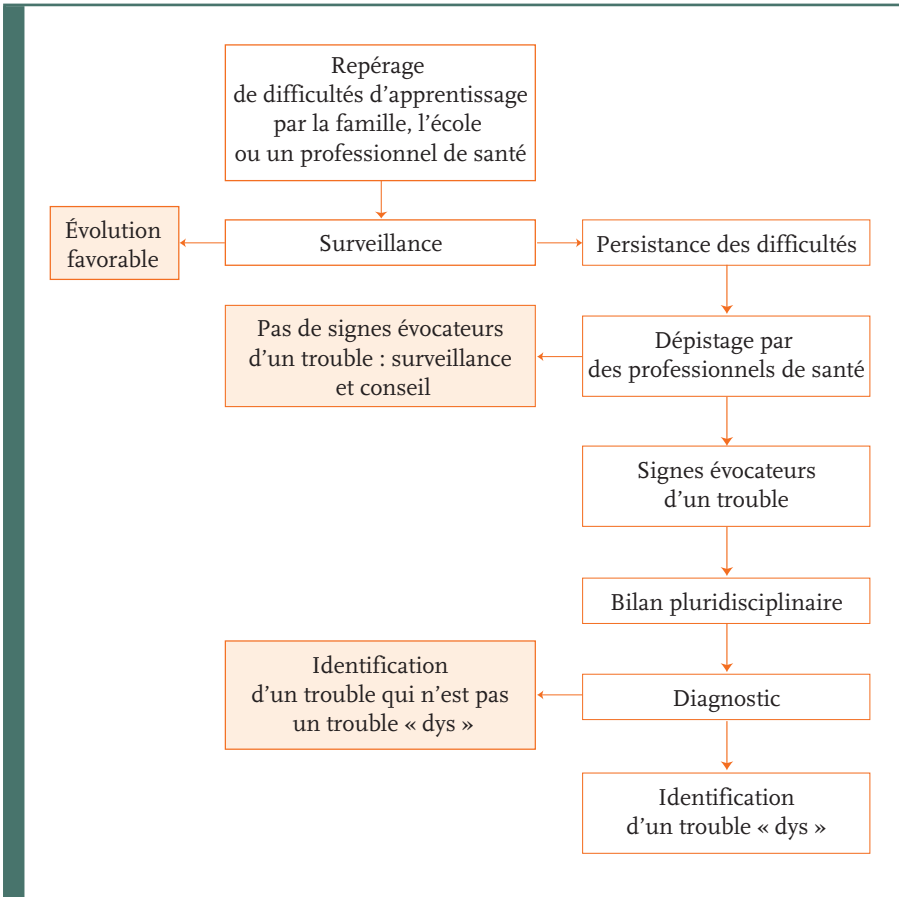 Repérage
de difficultés d’apprentissage
par la famille, l’école
ou un professionnel de santé
Évolution
favorable
Surveillance
Persistance des difficultés
Pas de signes évocateurs
d’un trouble : surveillance
et conseil
Dépistage par
des professionnels de santé
Signes évocateurs
d’un trouble
Bilan pluridisciplinaire
Identification
d’un trouble qui n’est pas
un trouble « dys »
Diagnostic
Identification
d’un trouble « dys »